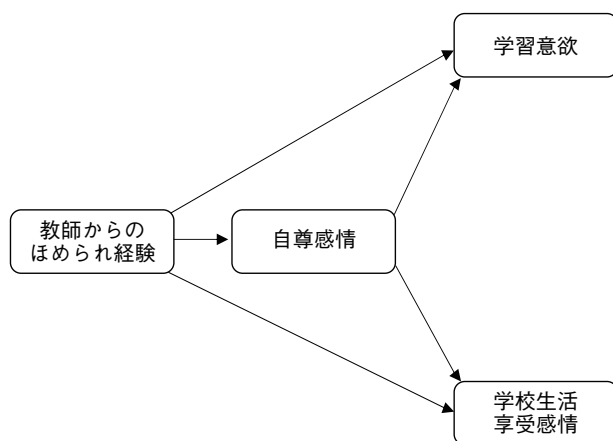 学習意欲
教師からの
ほめられ経験
自尊感情
学校生活
享受感情